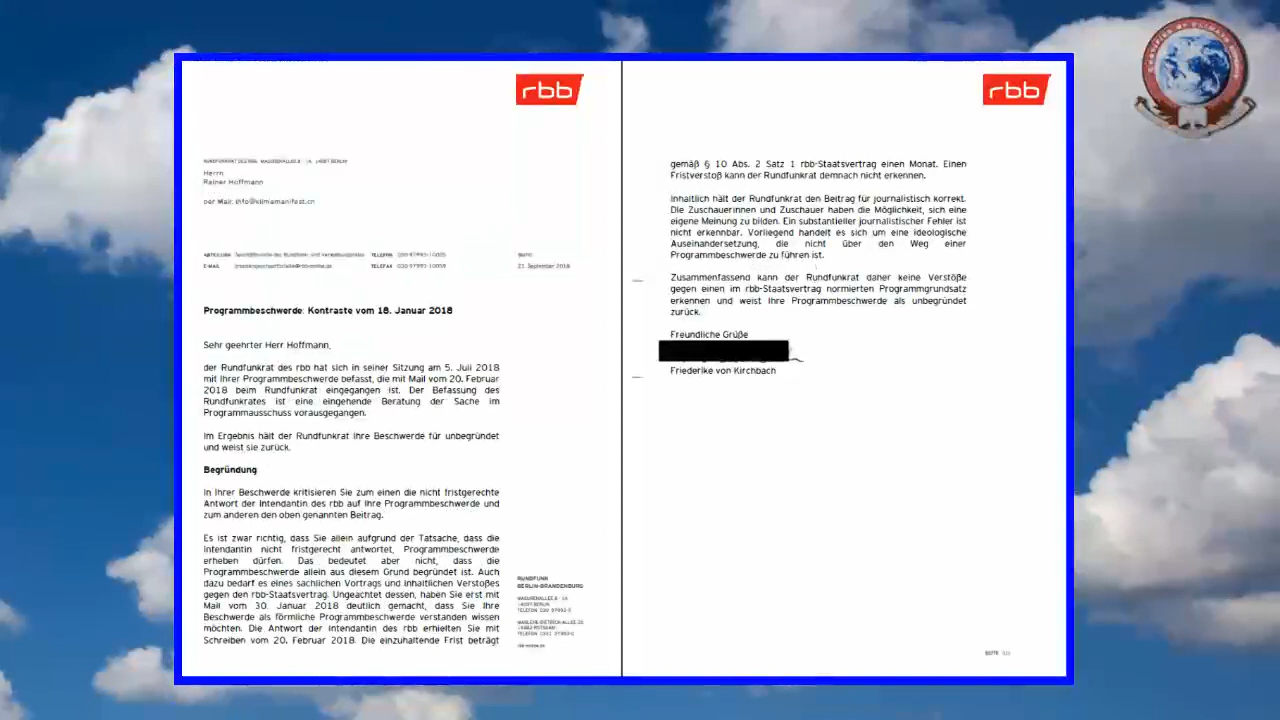 rbb
Herrn
Rainer Hoffmann
per Mail: info@klimamanifest.ch
ABTEILUNG
TELEFON
E-MAIL
TELEFAX
21. September 2018
Programmbeschwerde: Kontraste vom 18. Januar 2018
Sehr geehrter Herr Hoffmann,
der Rundfunkrat des rbb hat sich in seiner Sitzung am 5. Juli 2018
mit Ihrer Programmbeschwerde befasst, die mit Mail vom 20. Februar
2018 beim Rundfunkrat eingegangen ist. Der Befassung des
Rundfunkrates ist eine eingehende Beratung der Sache im
Programmausschuss vorausgegangen.
Im Ergebnis hält der Rundfunkrat Ihre Beschwerde für unbegründet
und weist sie zurück.
Begründung
In Ihrer Beschwerde kritisieren Sie zum einen die nicht fristgerechte
Antwort der Intendantin des rbb auf Ihre Programmbeschwerde und
zum anderen den oben genannten Beitrag.
Es ist zwar richtig, dass Sie allein aufgrund der Tatsache, dass die
Intendantin nicht fristgerecht antwortet, Programmbeschwerde
erheben dürfen. Das bedeutet aber nicht, dass die
Programmbeschwerde allein aus diesem Grund begründet ist. Auch
dazu bedarf es eines sachlichen Vortrags und inhaltlichen Verstoßes
gegen den rbb-Staatsvertrag. Ungeachtet dessen, haben Sie erst mit
Mail vom 30. Januar 2018 deutlich gemacht, dass Sie Ihre
Beschwerde als förmliche Programmbeschwerde verstanden wissen
möchten. Die Antwort der Intendantin des rbb erhielten Sie mit
Schreiben vom 20. Februar 2018. Die einzuhaltende Frist beträgt
RUNDFUNK
BERLIN-BRANDENBURG
14057 BERLIN
14482 POTSDAM
rbb-online.de
rbb
gemäß § 10 Abs. 2 Satz 1 rbb-Staatsvertrag einen Monat. Einen
Fristverstoß kann der Rundfunkrat demnach nicht erkennen.
Inhaltlich hält der Rundfunkrat den Beitrag für journalistisch korrekt.
Die Zuschauerinnen und Zuschauer haben die Möglichkeit, sich eine
eigene Meinung zu bilden. Ein substantieller journalistischer Fehler ist
nicht erkennbar. Vorliegend handelt es sich um eine ideologische
Auseinandersetzung, die nicht über den Weg einer
Programmbeschwerde zu führen ist.
Zusammenfassend kann der Rundfunkrat daher keine Verstöße
gegen einen im rbb-Staatsvertrag normierten Programmgrundsatz
erkennen und weist Ihre Programmbeschwerde als unbegründet
zurück.
Freundliche Grüße
Friederike von Kirchbach
SEITE